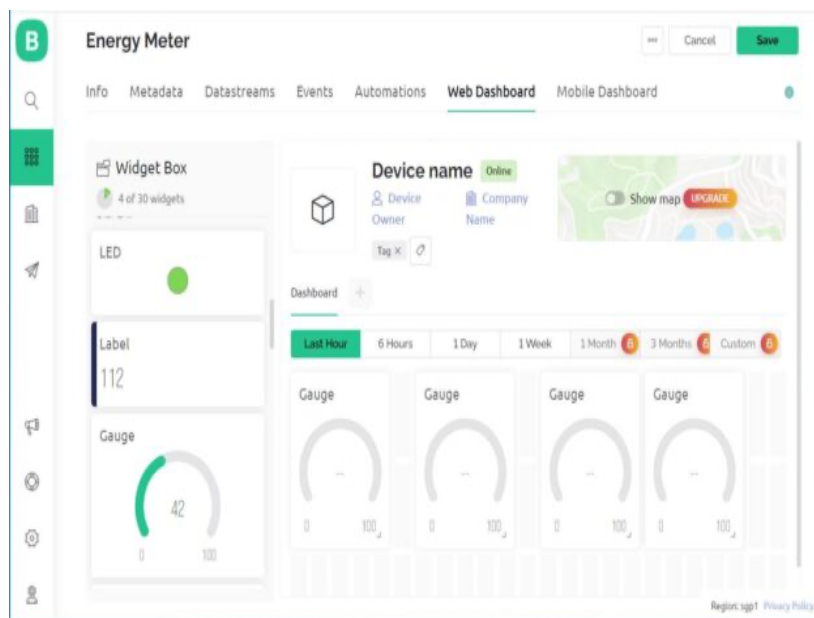 B
Energy Meter
Cancel
Save
Info Metadata Datastreams Events Automations Web Dashboard Mobile Dashboard
Widget Box
4 of 30 widgets
LED
Label
112
Gauge
42
0 100
Device name Online
Device Owner
Company Name
Tag ×
Show map UPGRADE
Dashboard +
Last Hour 6 Hours 1 Day 1 Week 1 Month 3 Months Custom
Gauge Gauge Gauge Gauge
-- -- -- --
0 100 0 100 0 100 0 100
Region: sgp1 Privacy Policy